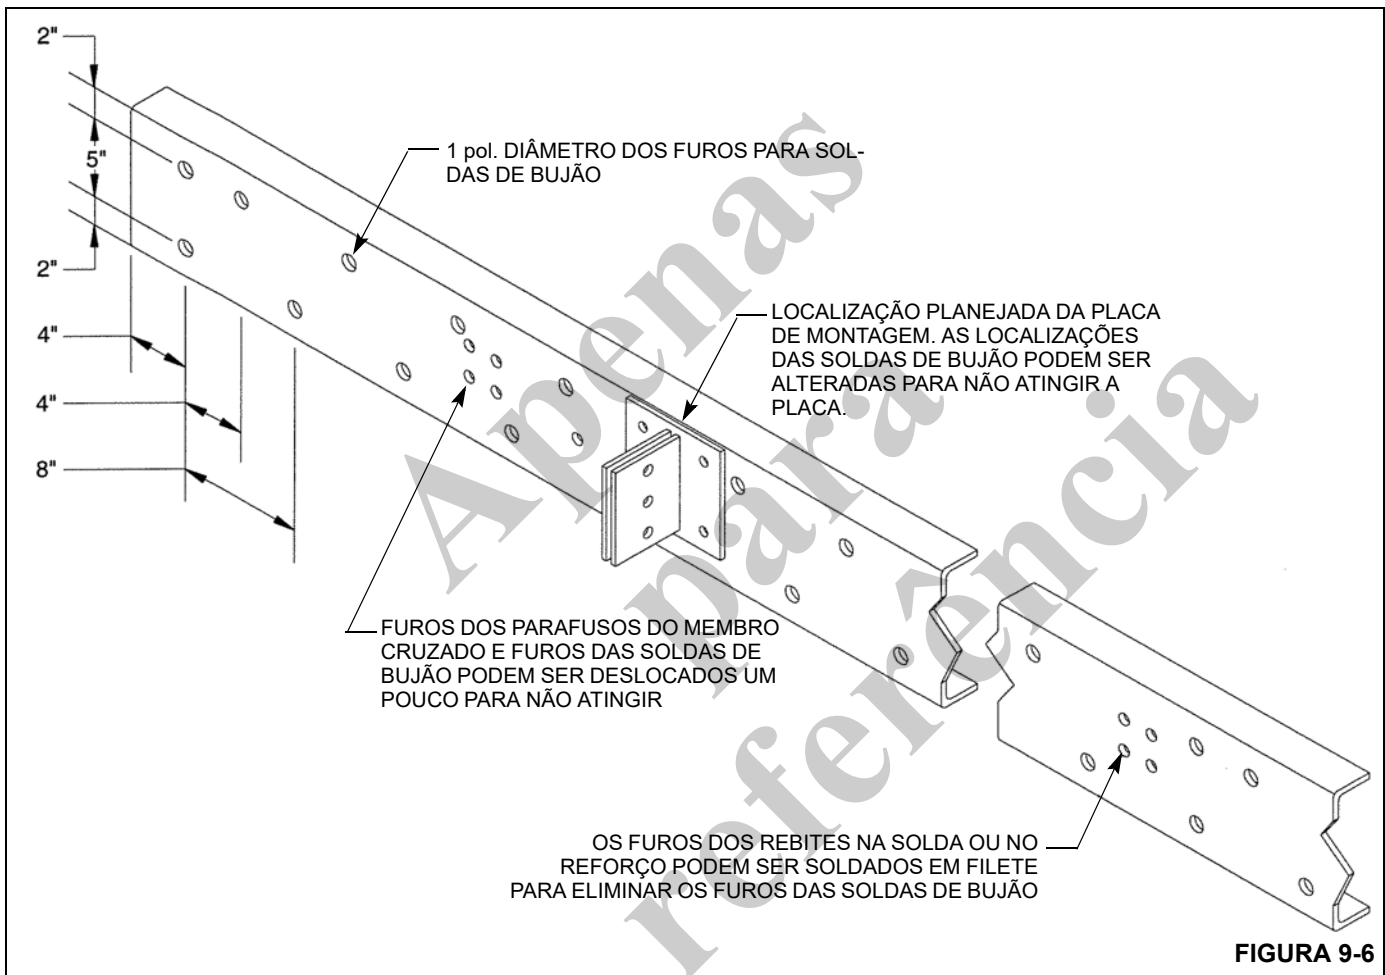 2"
5"
2"
4"
4"
8"
1 pol. DIÂMETRO DOS FUROS PARA SOL-
DAS DE BUJÃO
LOCALIZAÇÃO PLANEJADA DA PLACA
DE MONTAGEM. AS LOCALIZAÇÕES
DAS SOLDAS DE BUJÃO PODEM SER
ALTERADAS PARA NÃO ATINGIR A
PLACA.
FUROS DOS PARAFUSOS DO MEMBRO
CRUZADO E FUROS DAS SOLDAS DE
BUJÃO PODEM SER DESLOCADOS UM
POUCO PARA NÃO ATINGIR
OS FUROS DOS REBITES NA SOLDA OU NO
REFORÇO PODEM SER SOLDADOS EM FILETE
PARA ELIMINAR OS FUROS DAS SOLDAS DE BUJÃO
FIGURA 9-6
Apenas
para
referência